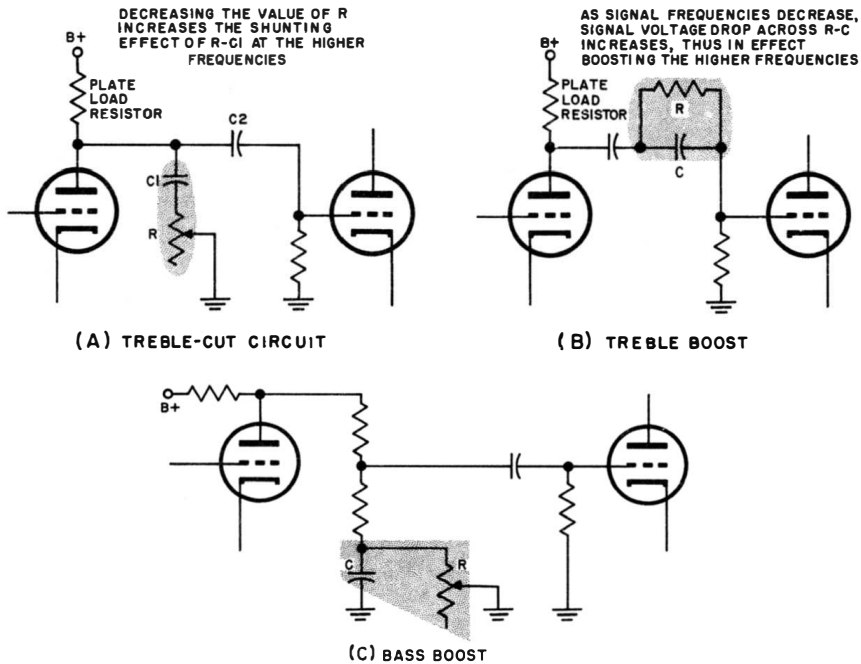 DECREASING THE VALUE OF R
INCREASES THE SHUNTING
EFFECT OF R-C1 AT THE HIGHER
FREQUENCIES
B+
PLATE
LOAD
RESISTOR
C2
C1
R
(A) TREBLE-CUT CIRCUIT
AS SIGNAL FREQUENCIES DECREASE,
SIGNAL VOLTAGE DROP ACROSS R-C
INCREASES, THUS IN EFFECT
BOOSTING THE HIGHER FREQUENCIES
B+
PLATE
LOAD
RESISTOR
R
C
(B) TREBLE BOOST
B+
C
R
(C) BASS BOOST